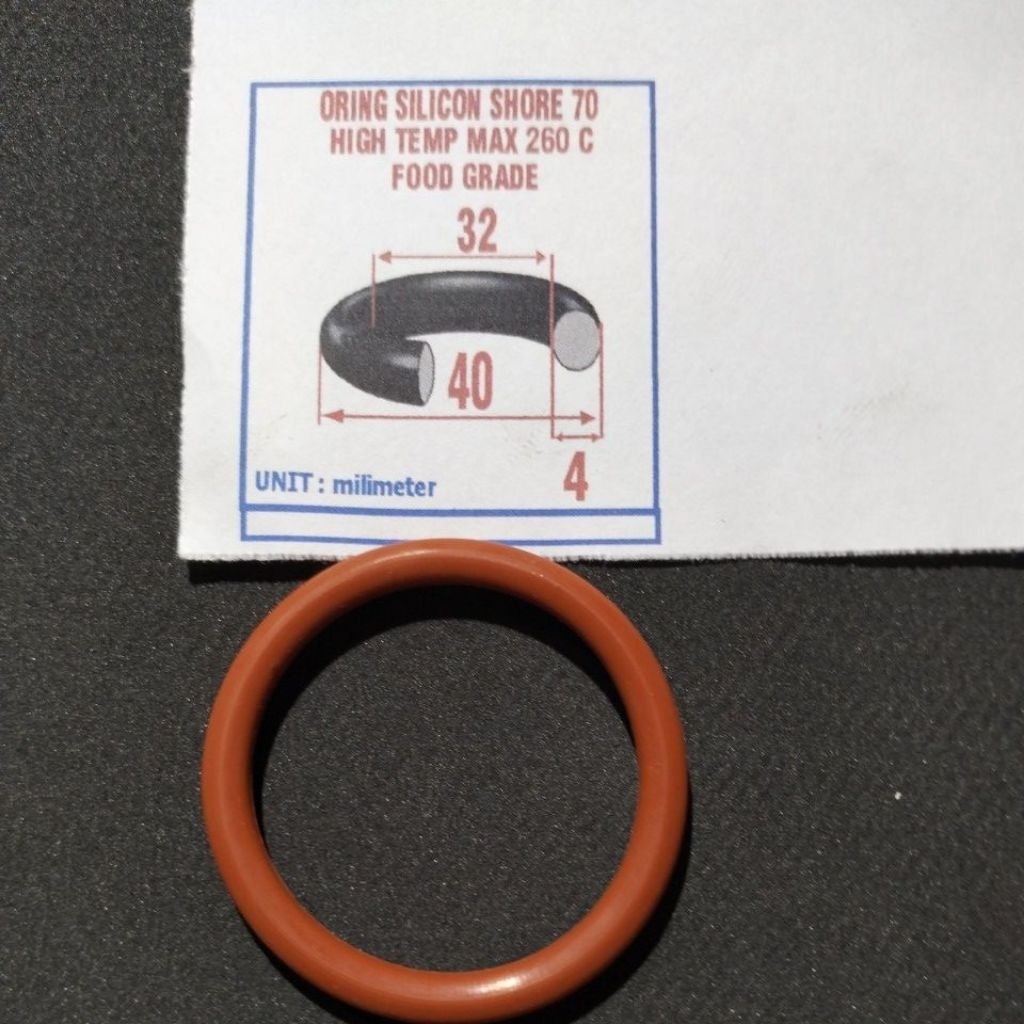 ORING SILICON SHORE 70
HIGH TEMP MAX 260 C
FOOD GRADE
32
40
4
UNIT : milimeter